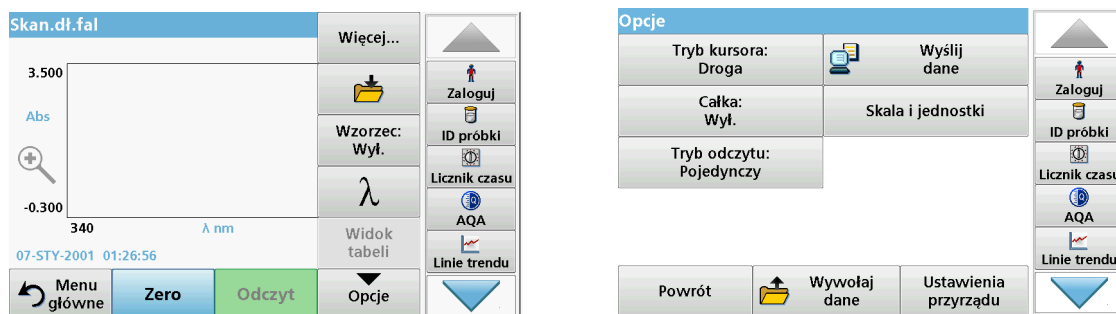 Skan.dł.fal
Więcej...
3.500
Abs
-0.300
340
λ nm
07-STY-2001 01:26:56
Wzorzec:
Wył.
λ
Widok
tabeli
Menu
główne
Zero
Odczyt
Opcje
Zaloguj
ID próbki
Licznik czasu
AQA
Linie trendu
Opcje
Tryb kursora:
Droga
Wyślij
dane
Całka:
Wył.
Skala i jednostki
Tryb odczytu:
Pojedynczy
Powrót
Wywołaj
dane
Ustawienia
przyrządu
Zaloguj
ID próbki
Licznik czasu
AQA
Linie trendu